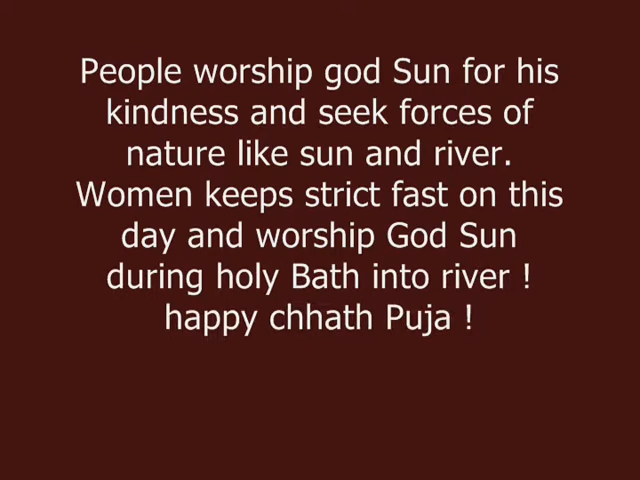 People worship god Sun for his
kindness and seek forces of
nature like sun and river.
Women keeps strict fast on this
day and worship God Sun
during holy Bath into river !
happy chhath Puja !